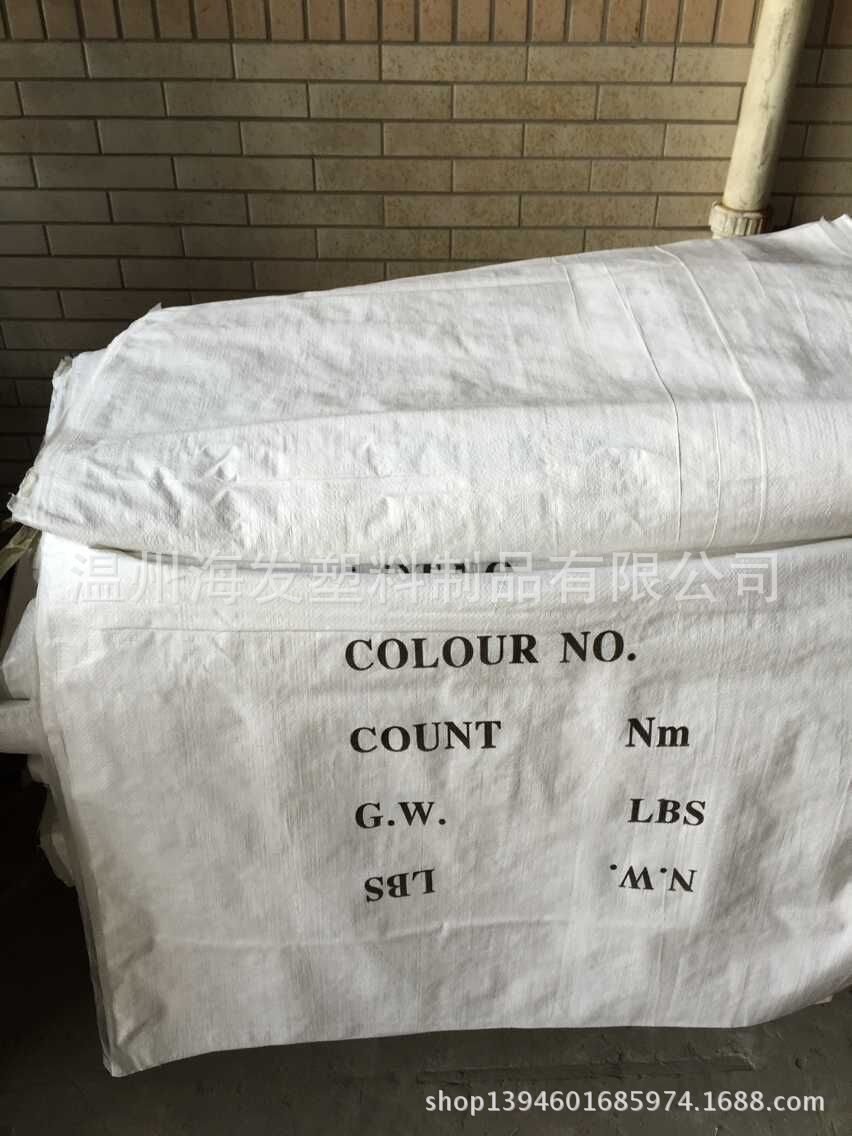 温州海发塑料制品有限公司
COLOUR NO.
COUNT Nm
G.W. LBS
N.W. LBS
shop1394601685974.1688.com